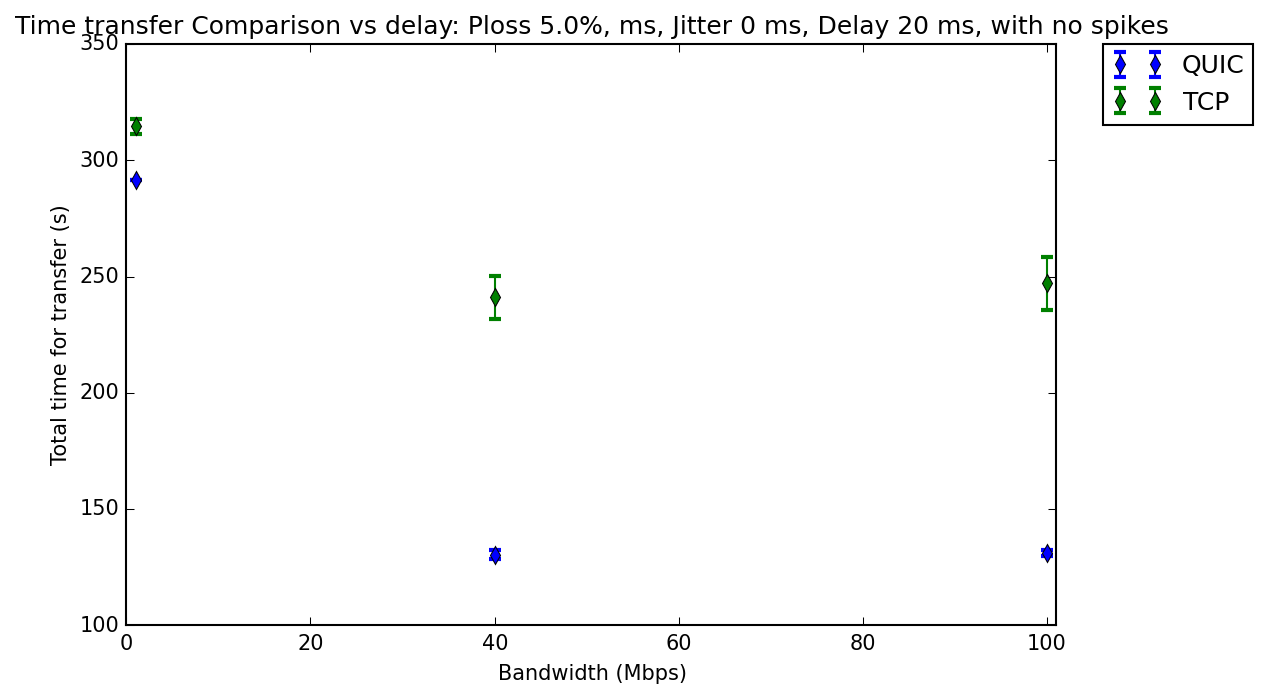 Time transfer Comparison vs delay: Ploss 5.0%, ms, Jitter 0 ms, Delay 20 ms, with no spikes
350
300
250
200
150
100
Total time for transfer (s)
0 20 40 60 80 100
Bandwidth (Mbps)
QUIC
TCP